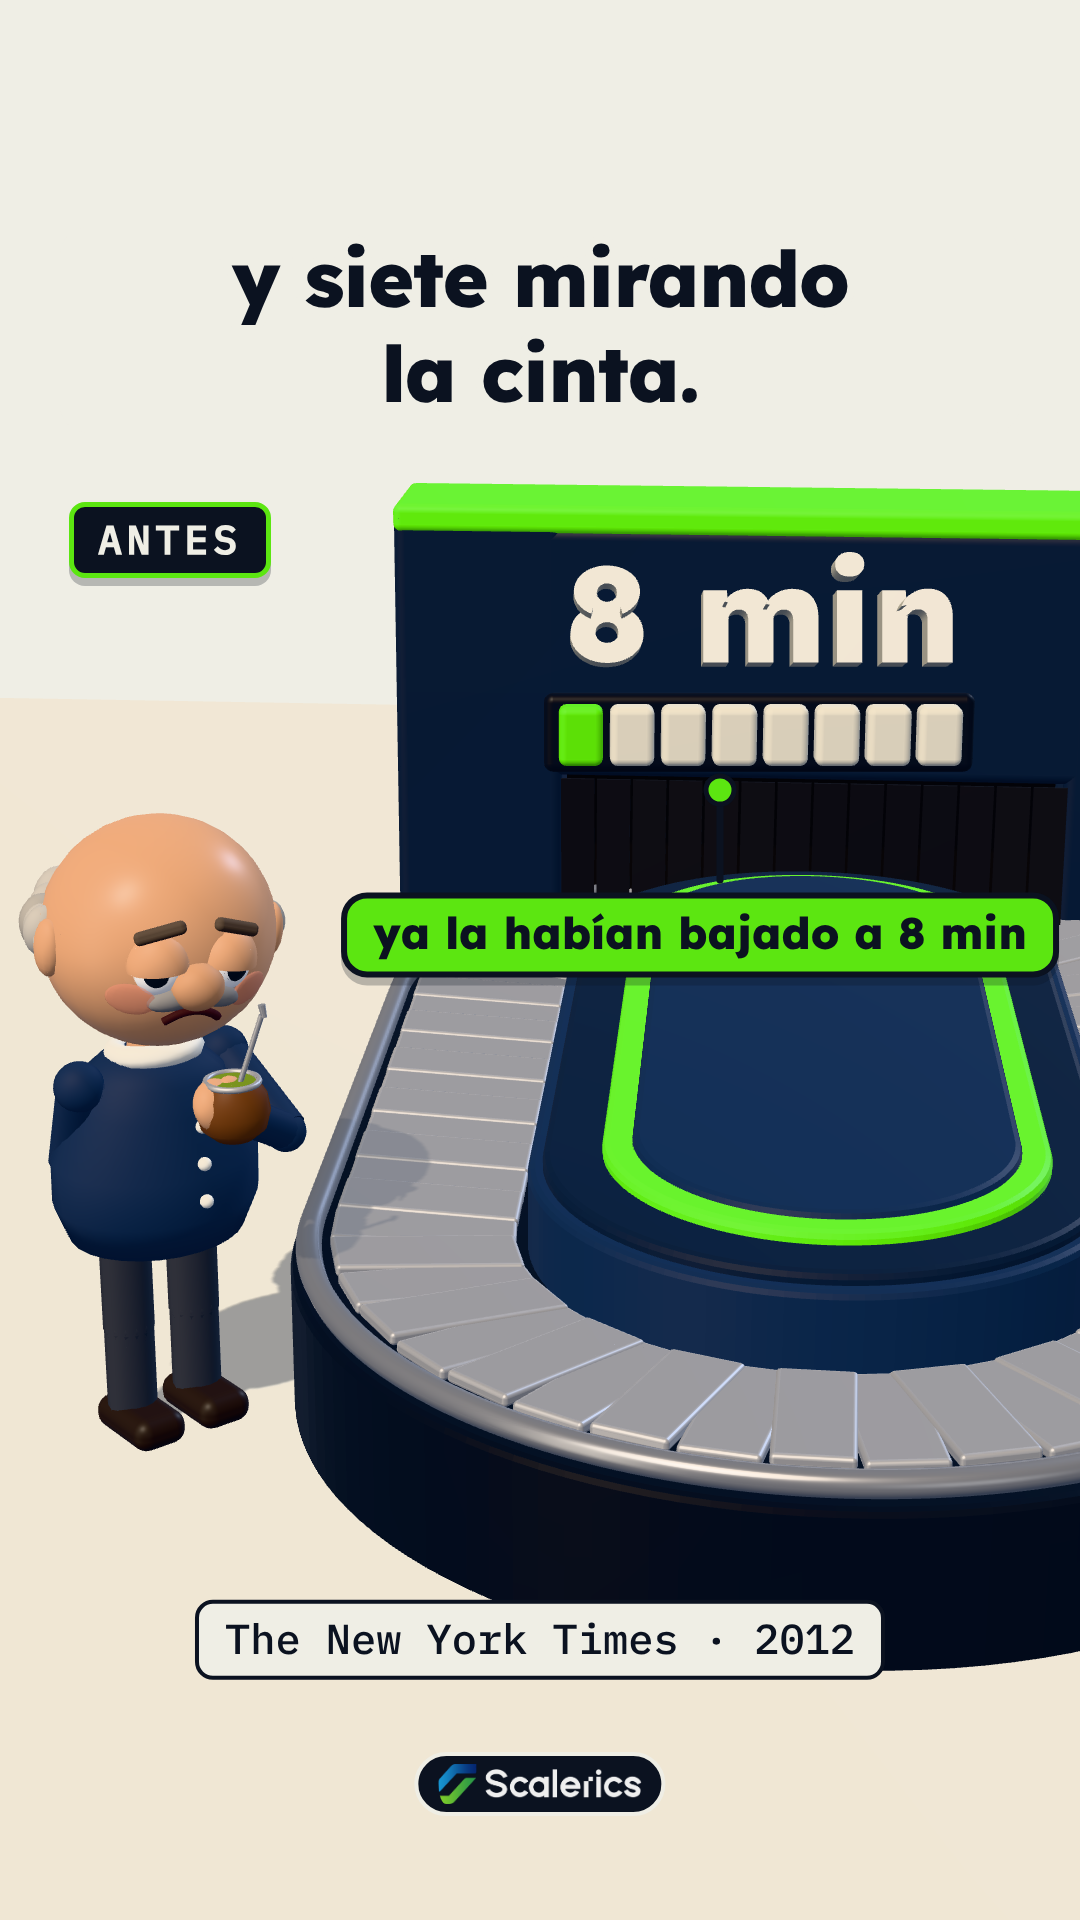 y siete mirando
la cinta.
ANTES
8 min
ya la habían bajado a 8 min
The New York Times · 2012
Scalerics